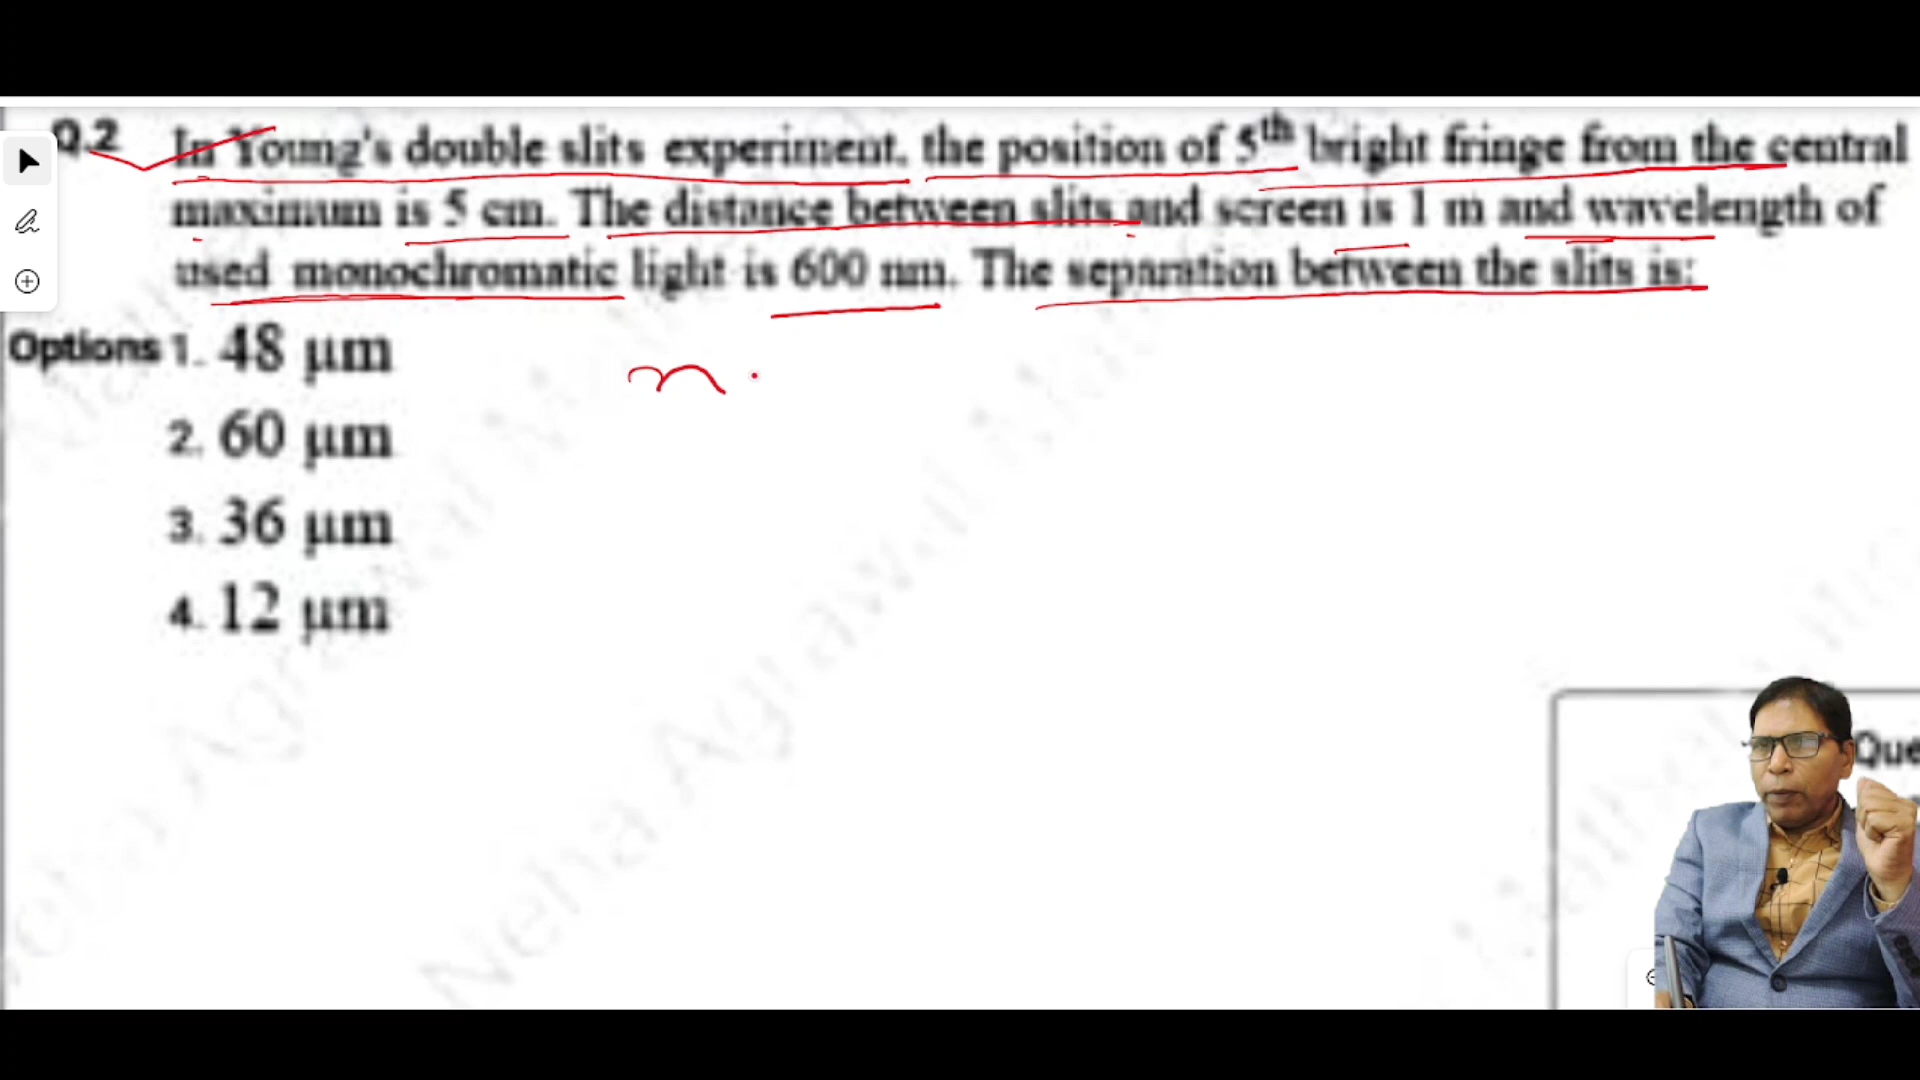 Q.2 In Young's double slits experiment, the position of 5th bright fringe from the central
maximum is 5 cm. The distance between slits and screen is 1 m and wavelength of
used monochromatic light is 600 nm. The separation between the slits is:
Options 1. 48 μm
2. 60 μm
3. 36 μm
4. 12 μm
n
Que
Neha Agrawal